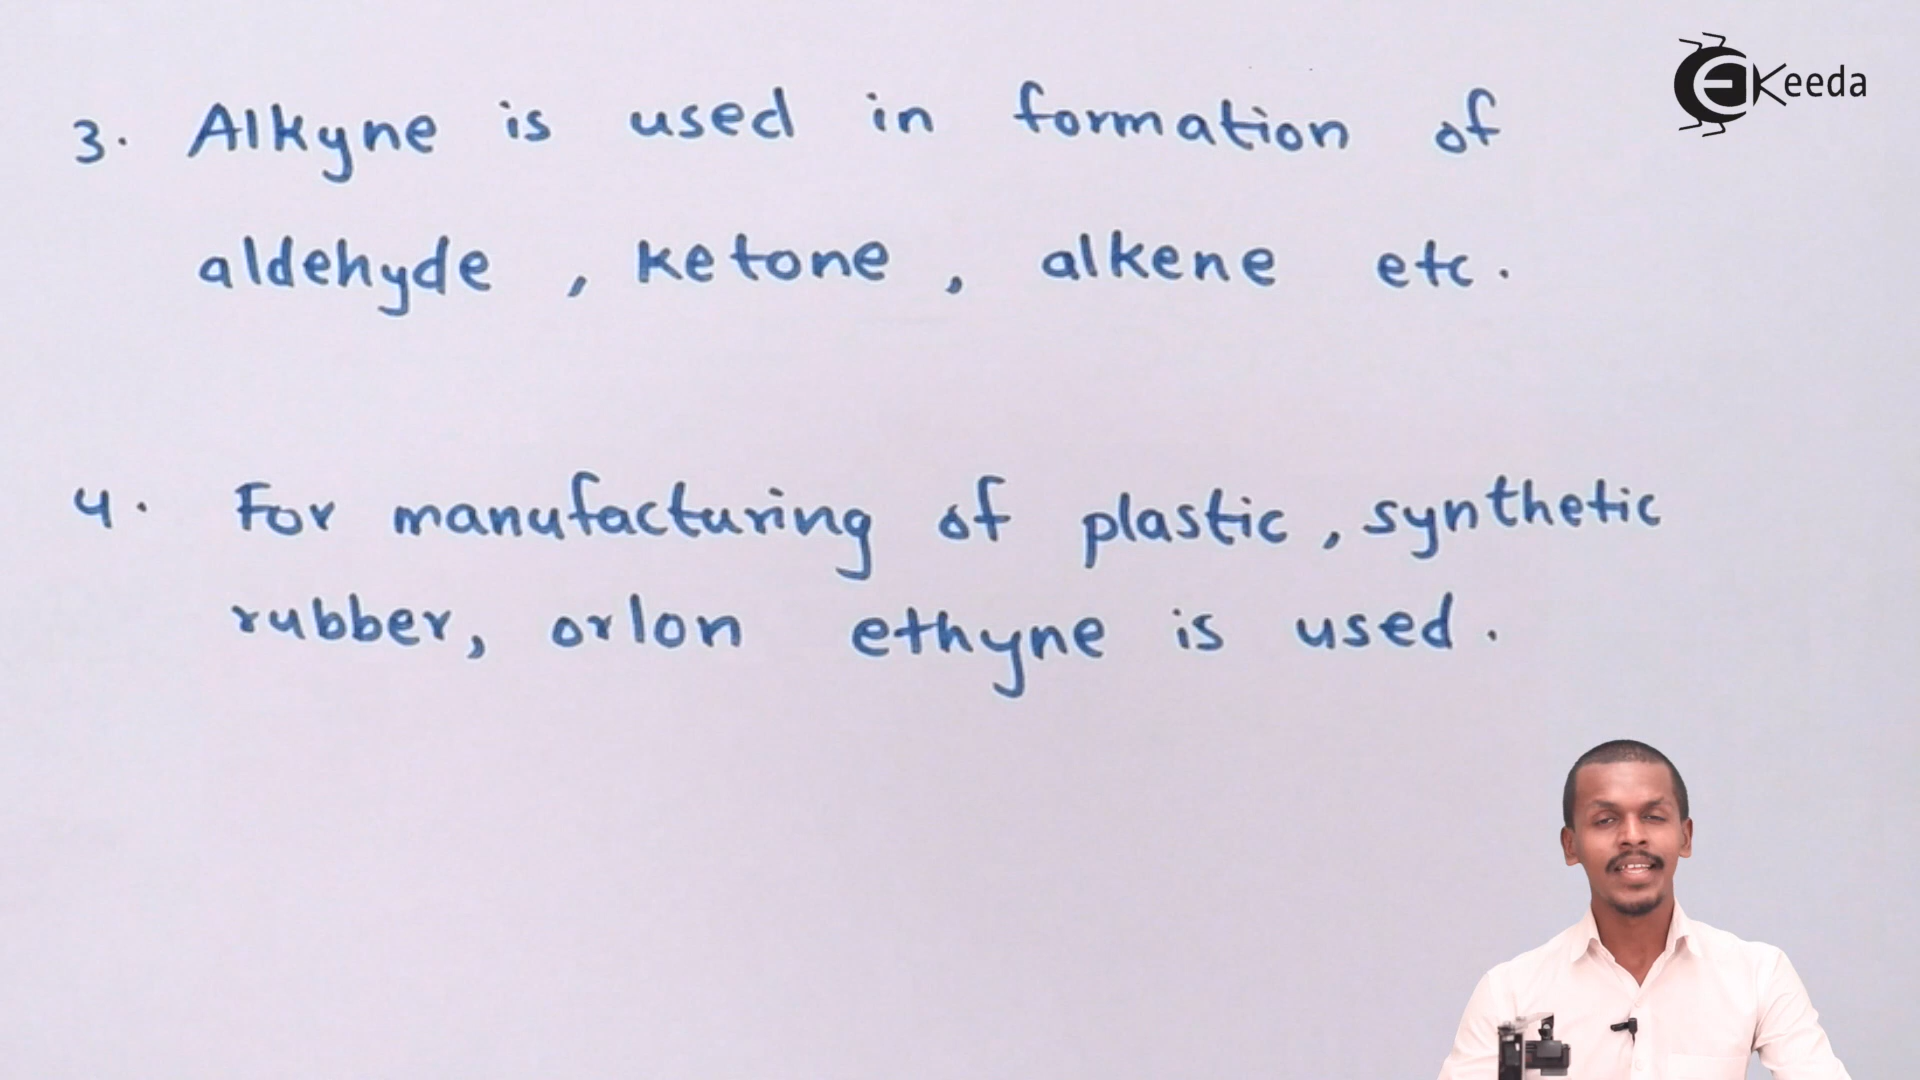 EKeeda
3. Alkyne is used in formation of
aldehyde, ketone, alkene etc.
4. For manufacturing of plastic, synthetic
rubber, orlon ethyne is used.